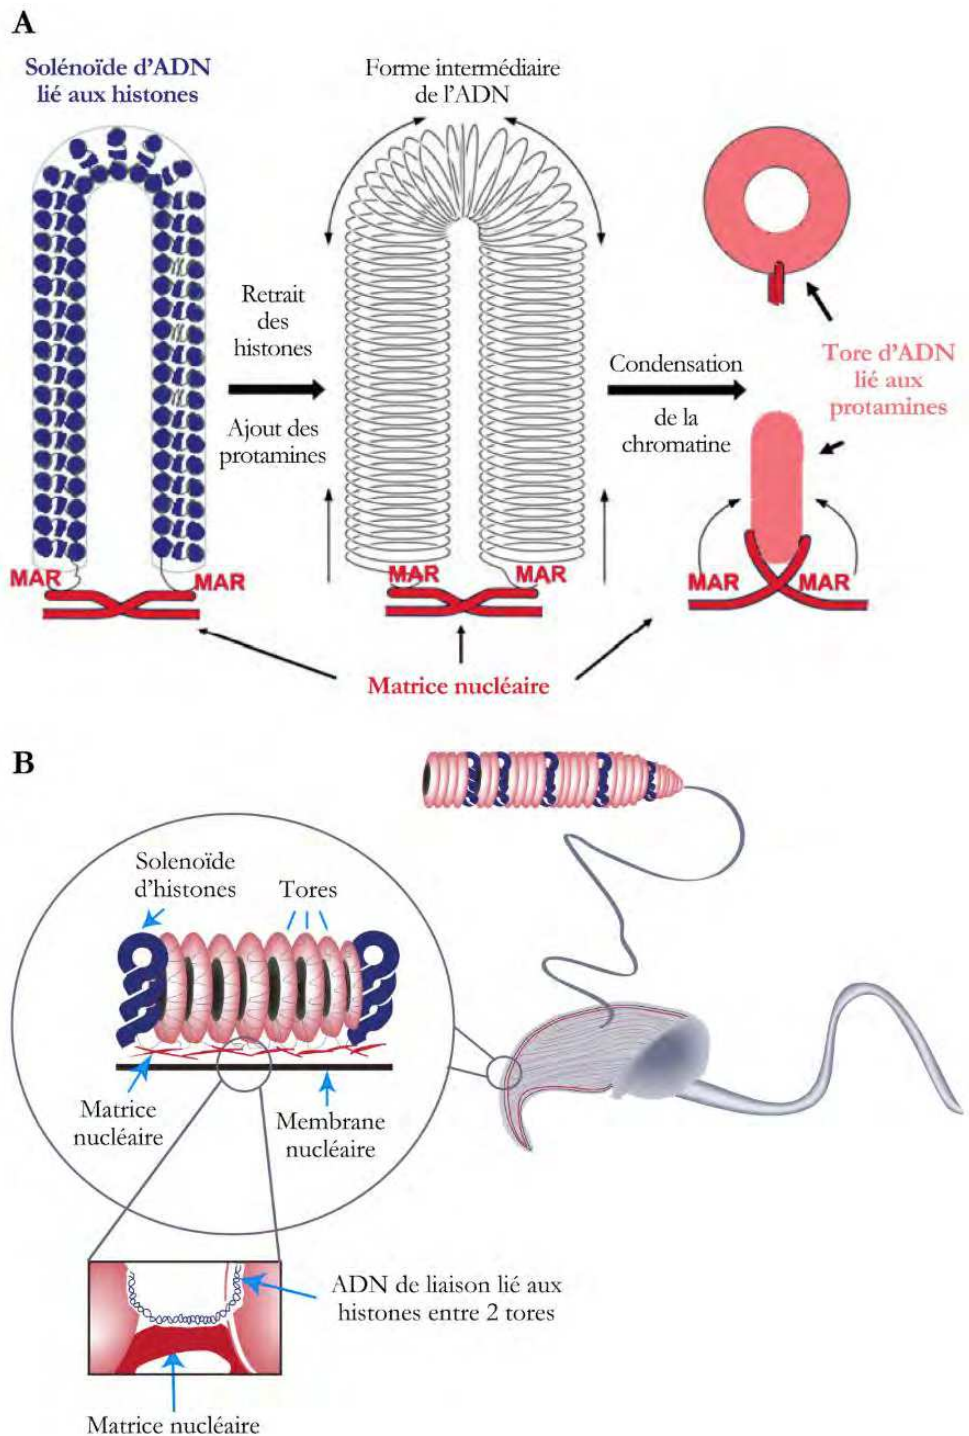 A
Solénoïde d'ADN
lié aux histones
Forme intermédiaire
de l'ADN
Retrait
des
histones
Ajout des
protamines
Condensation
de la
chromatine
Tore d'ADN
lié aux
protamines
MAR
MAR
MAR
MAR
MAR
MAR
Matrice nucléaire
B
Solenoïde
d'histones
Tores
Matrice
nucléaire
Membrane
nucléaire
ADN de liaison lié aux
histones entre 2 tores
Matrice nucléaire